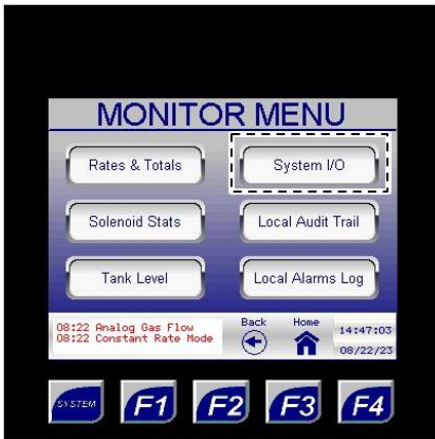 MONITOR MENU
Rates & Totals
System I/O
Solenoid Stats
Local Audit Trail
Tank Level
Local Alarms Log
08:22 Analog Gas Flow
08:22 Constant Rate Mode
Back
Home
14:47:03
08/22/23
SYSTEM
F1
F2
F3
F4